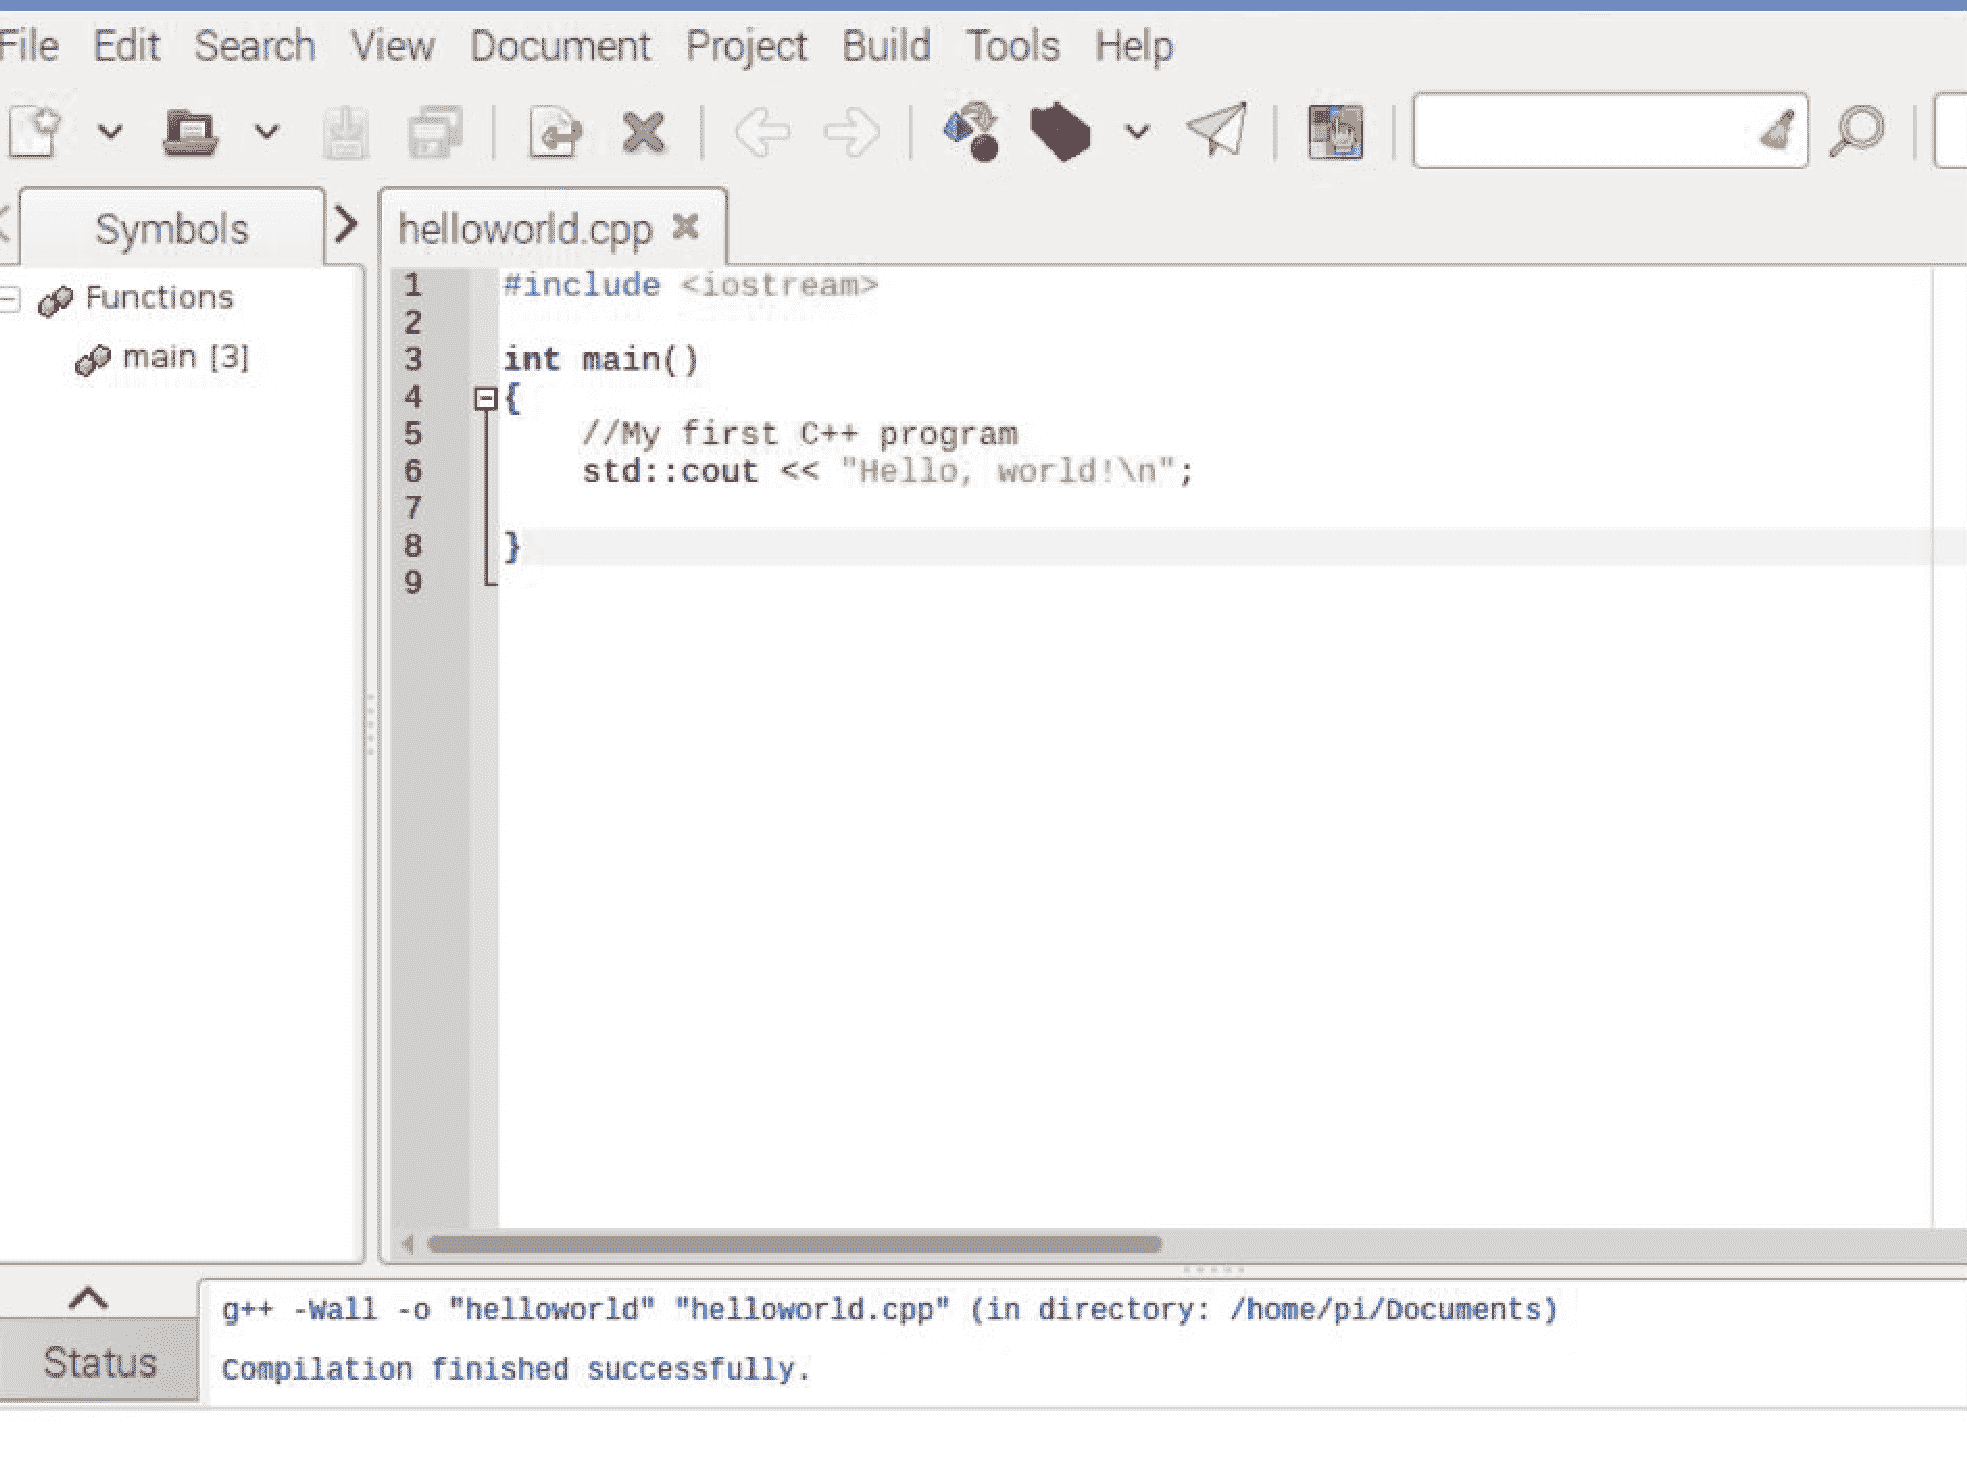 File Edit Search View Document Project Build Tools Help
Symbols
helloworld.cpp
Functions
main [3]
1 #include <iostream>
2
3 int main()
4 {
5     //My first C++ program
6     std::cout << "Hello, world!\n";
7
8 }
9
g++ -Wall -o "helloworld" "helloworld.cpp" (in directory: /home/pi/Documents)
Status
Compilation finished successfully.